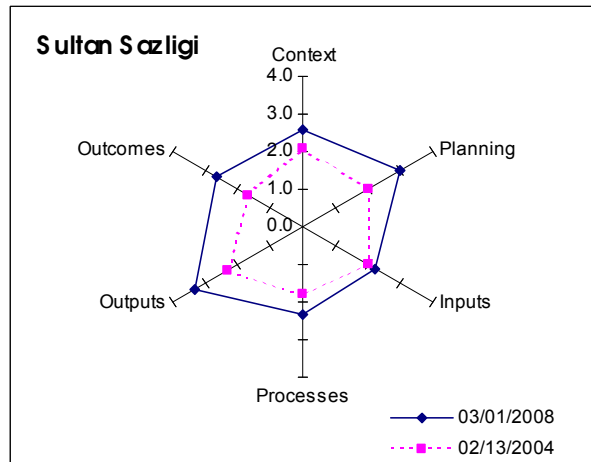 Sultan Sazligi
Context
4.0
3.0
2.0
1.0
0.0
Outcomes
Planning
Outputs
Inputs
Processes
03/01/2008
02/13/2004